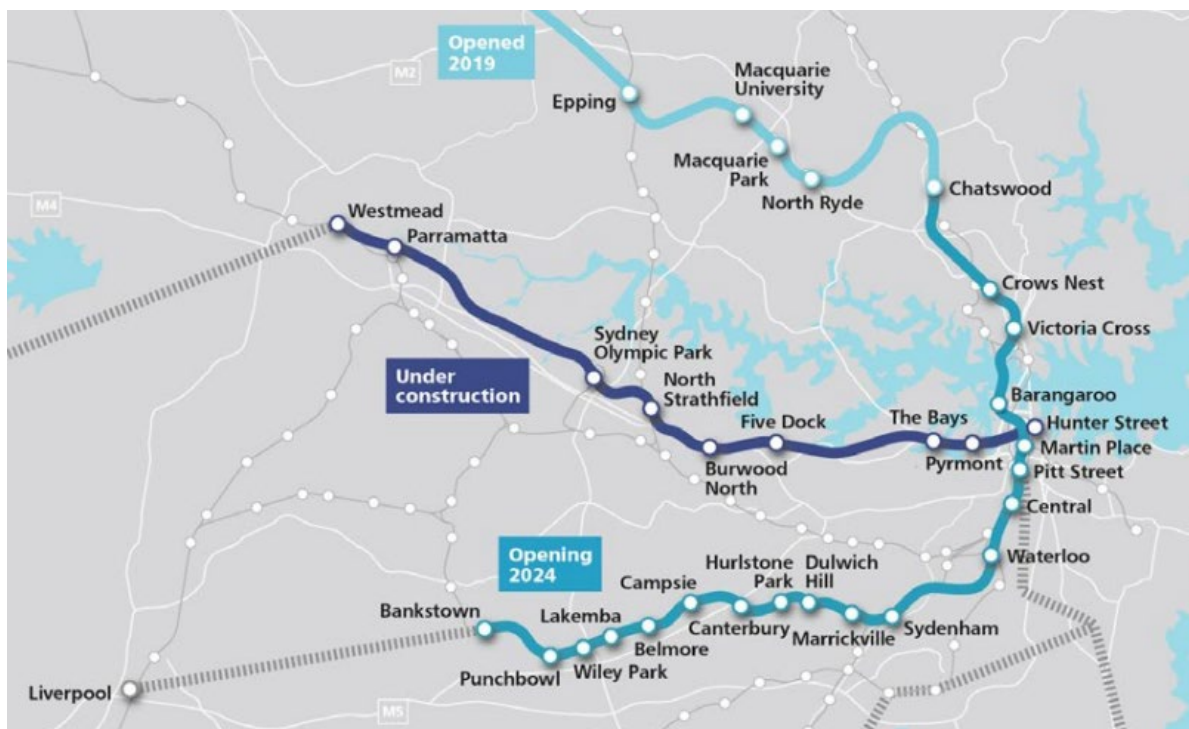 Opened
2019
M2
Epping
Macquarie
University
Macquarie
Park
North Ryde
Chatswood
M4
Westmead
Parramatta
Crows Nest
Victoria Cross
Sydney
Olympic Park
Under
construction
North
Strathfield
Barangaroo
Five Dock
The Bays
Hunter Street
Martin Place
Burwood
North
Pyrmont
Pitt Street
Central
Opening
2024
Waterloo
Hurlstone
Park
Dulwich
Hill
Campsie
Bankstown
Lakemba
Canterbury
Sydenham
Marrickville
Belmore
Wiley Park
Punchbowl
Liverpool
M5